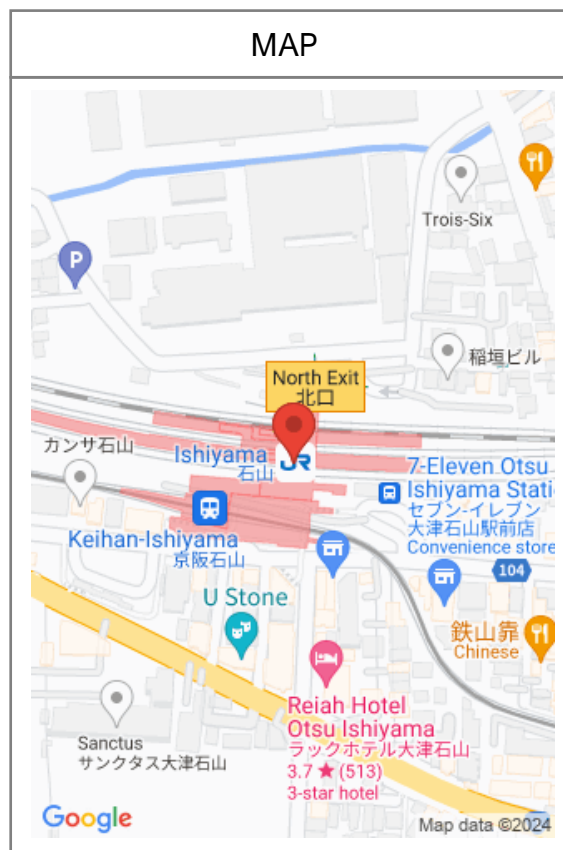 MAP
P
Trois-Six
稲垣ビル
North Exit
北口
カンサ石山
Ishiyama
石山
JR
7-Eleven Otsu
Ishiyama Stati
セブン-イレブン
大津石山駅前店
Convenience store
Keihan-Ishiyama
京阪石山
104
U Stone
鉄山靠
Chinese
Reiah Hotel
Otsu Ishiyama
ラックホテル大津石山
3.7 ★ (513)
3-star hotel
Sanctus
サンクタス大津石山
Google
Map data ©2024